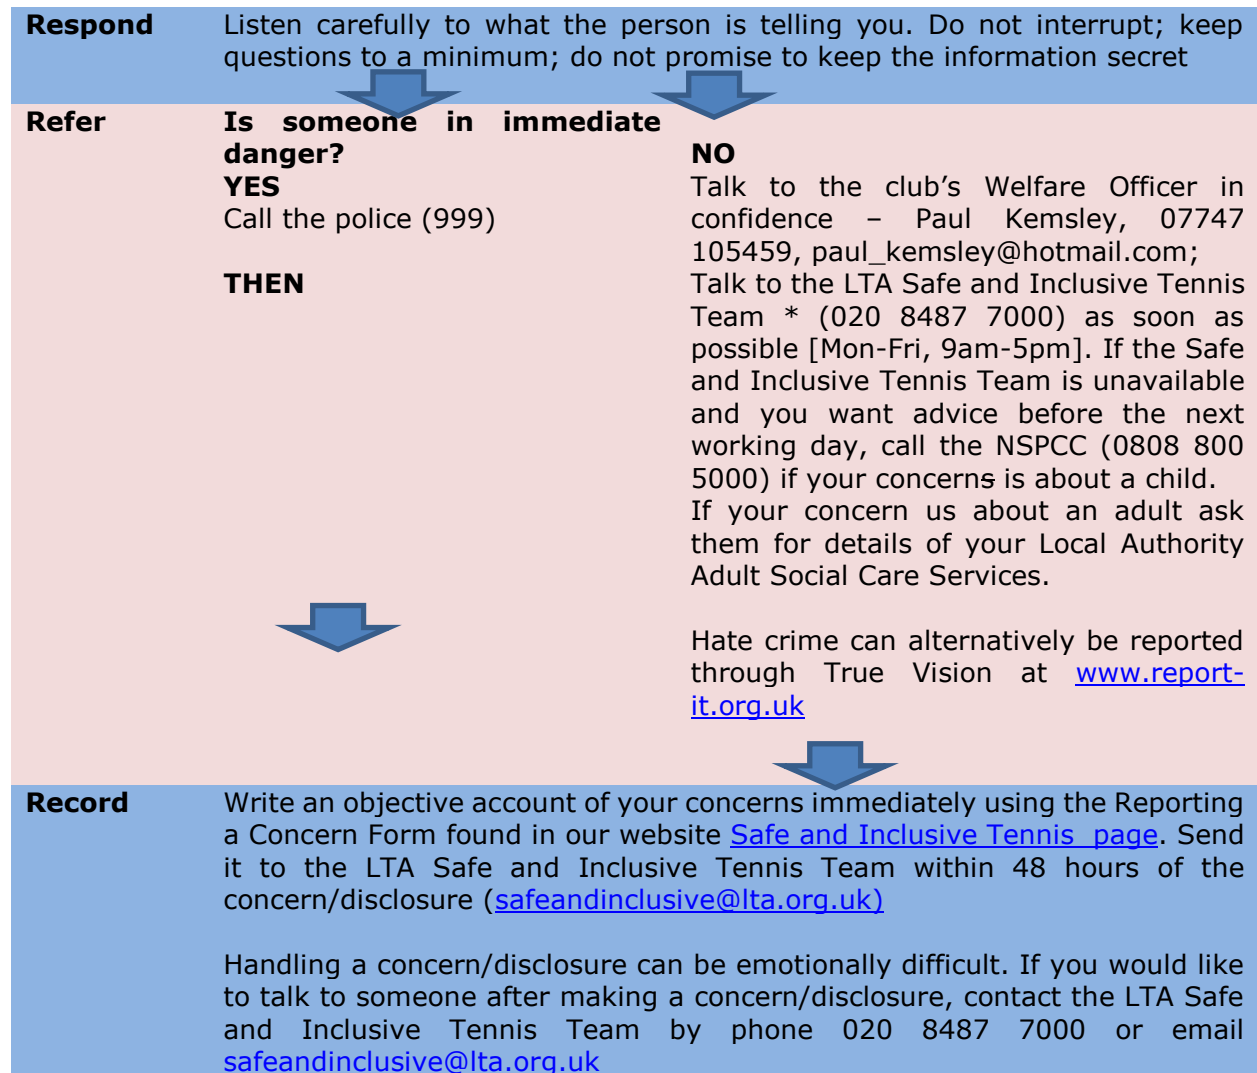 Respond Listen carefully to what the person is telling you. Do not interrupt; keep
questions to a minimum; do not promise to keep the information secret
Refer Is someone in immediate
danger?
YES
Call the police (999)
THEN
NO
Talk to the club's Welfare Officer in
confidence – Paul Kemsley, 07747
105459, paul_kemsley@hotmail.com;
Talk to the LTA Safe and Inclusive Tennis
Team * (020 8487 7000) as soon as
possible [Mon-Fri, 9am-5pm]. If the Safe
and Inclusive Tennis Team is unavailable
and you want advice before the next
working day, call the NSPCC (0808 800
5000) if your concerns is about a child.
If your concern us about an adult ask
them for details of your Local Authority
Adult Social Care Services.
Hate crime can alternatively be reported
through True Vision at www.report-
it.org.uk
Record Write an objective account of your concerns immediately using the Reporting
a Concern Form found in our website Safe and Inclusive Tennis page. Send
it to the LTA Safe and Inclusive Tennis Team within 48 hours of the
concern/disclosure (safeandinclusive@lta.org.uk)
Handling a concern/disclosure can be emotionally difficult. If you would like
to talk to someone after making a concern/disclosure, contact the LTA Safe
and Inclusive Tennis Team by phone 020 8487 7000 or email
safeandinclusive@lta.org.uk